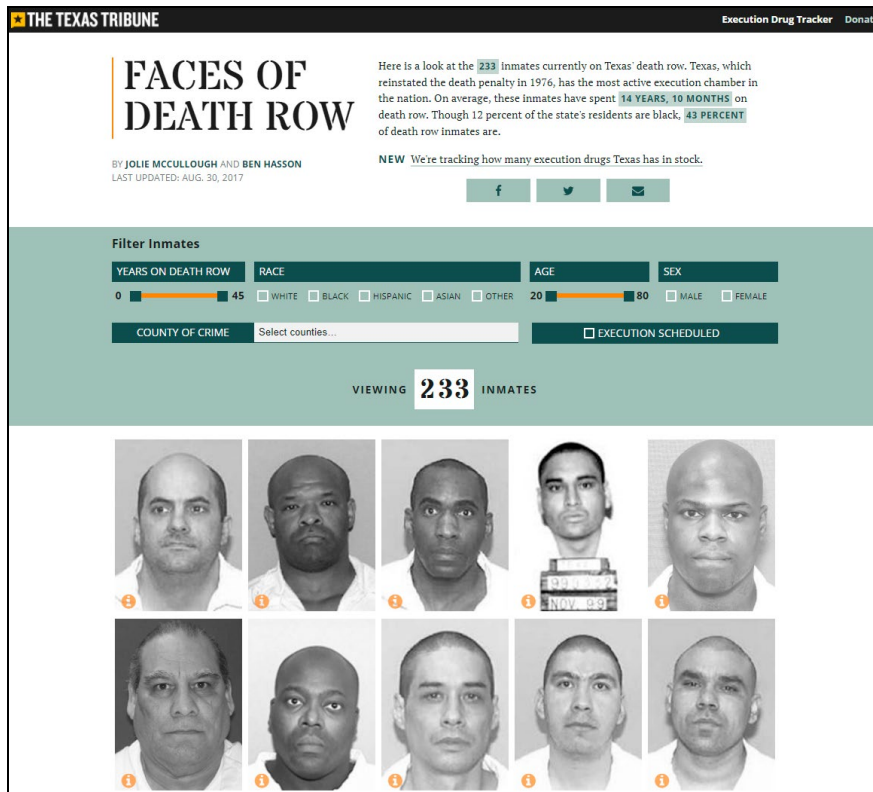 THE TEXAS TRIBUNE
Execution Drug Tracker Donat
FACES OF
DEATH ROW
BY JOLIE MCCULLOUGH AND BEN HASSON
LAST UPDATED: AUG. 30, 2017
Here is a look at the 233 inmates currently on Texas' death row. Texas, which
reinstated the death penalty in 1976, has the most active execution chamber in
the nation. On average, these inmates have spent 14 YEARS, 10 MONTHS on
death row. Though 12 percent of the state's residents are black, 43 PERCENT
of death row inmates are.
NEW We're tracking how many execution drugs Texas has in stock.
Filter Inmates
YEARS ON DEATH ROW RACE AGE SEX
0 45 WHITE BLACK HISPANIC ASIAN OTHER 20 80 MALE FEMALE
COUNTY OF CRIME Select counties... EXECUTION SCHEDULED
VIEWING 233 INMATES
NOV 99